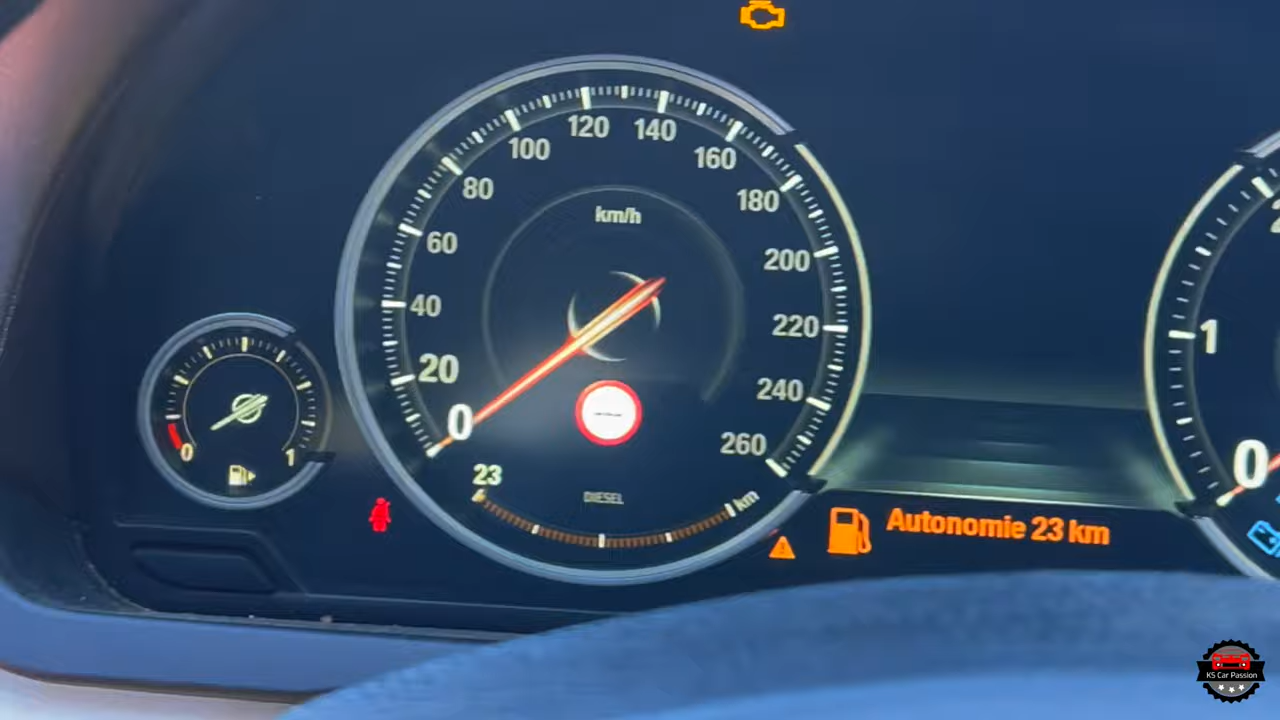 120 140
100 160
80 180
km/h
60 200
40 220
20 240
0 260
23 DIESEL km
0 1
Autonomie 23 km
1
0
KS Car Passion